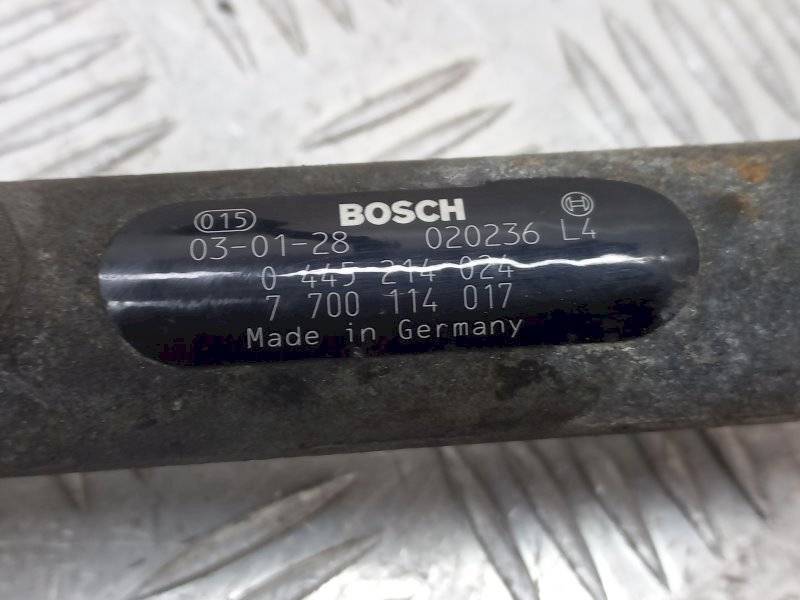 015 BOSCH
03-01-28 020236 L4
0 445 214 024
7 700 114 017
Made in Germany